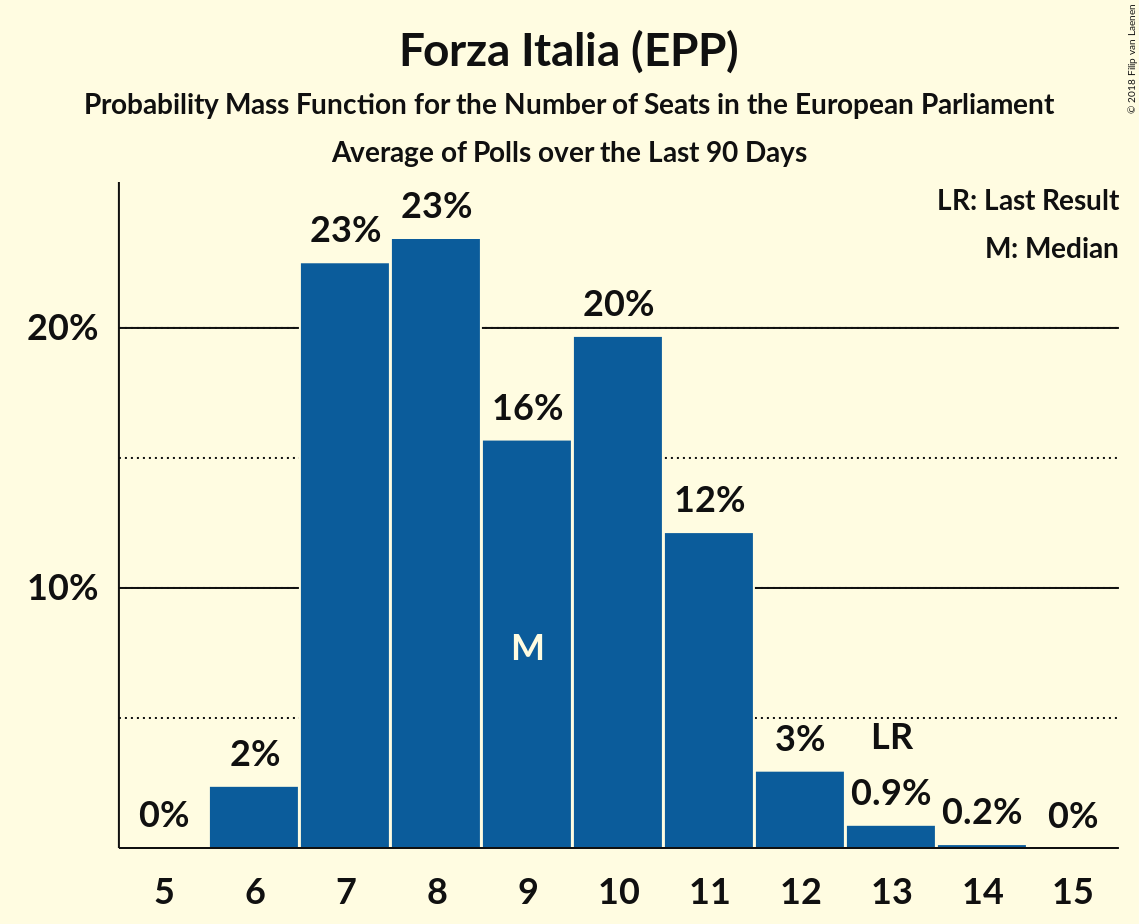 Forza Italia (EPP)
Probability Mass Function for the Number of Seats in the European Parliament
Average of Polls over the Last 90 Days
© 2018 Filip van Laenen
LR: Last Result
M: Median
23%
23%
20%
20%
16%
12%
10%
M
LR
3%
2%
0.9%
0.2%
0%
0%
5 6 7 8 9 10 11 12 13 14 15